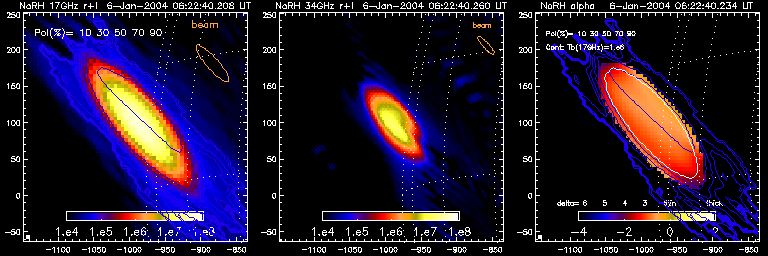 NoRH 17GHz r+l 6-Jan-2004 06:22:40.208 UT
Pol(%)= 10 30 50 70 90
beam
250
200
150
100
50
0
−50
1.e4 1.e5 1.e6 1.e7 1.e8
−1100 −1050 −1000 −950 −900 −850
NoRH 34GHz r+l 6-Jan-2004 06:22:40.260 UT
beam
250
200
150
100
50
0
−50
1.e4 1.e5 1.e6 1.e7 1.e8
−1100 −1050 −1000 −950 −900 −850
NoRH alpha 6-Jan-2004 06:22:40.234 UT
Pol(%)= 10 30 50 70 90
Cont: Tb(17GHz)=1.e6
250
200
150
100
50
0
−50
delta= 6 5 4 3 thick
−4 −2 0 2
−1100 −1050 −1000 −950 −900 −850